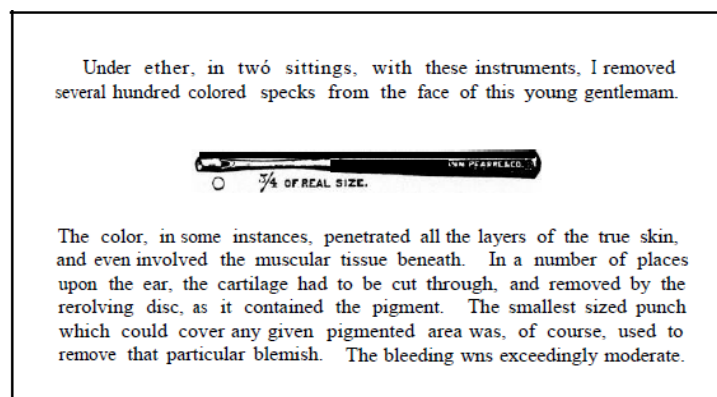 Under ether, in twó sittings, with these instruments, I removed
several hundred colored specks from the face of this young gentlemam.
3/4 OF REAL SIZE.
The color, in some instances, penetrated all the layers of the true skin,
and even involved the muscular tissue beneath. In a number of places
upon the ear, the cartilage had to be cut through, and removed by the
rerolving disc, as it contained the pigment. The smallest sized punch
which could cover any given pigmented area was, of course, used to
remove that particular blemish. The bleeding wns exceedingly moderate.